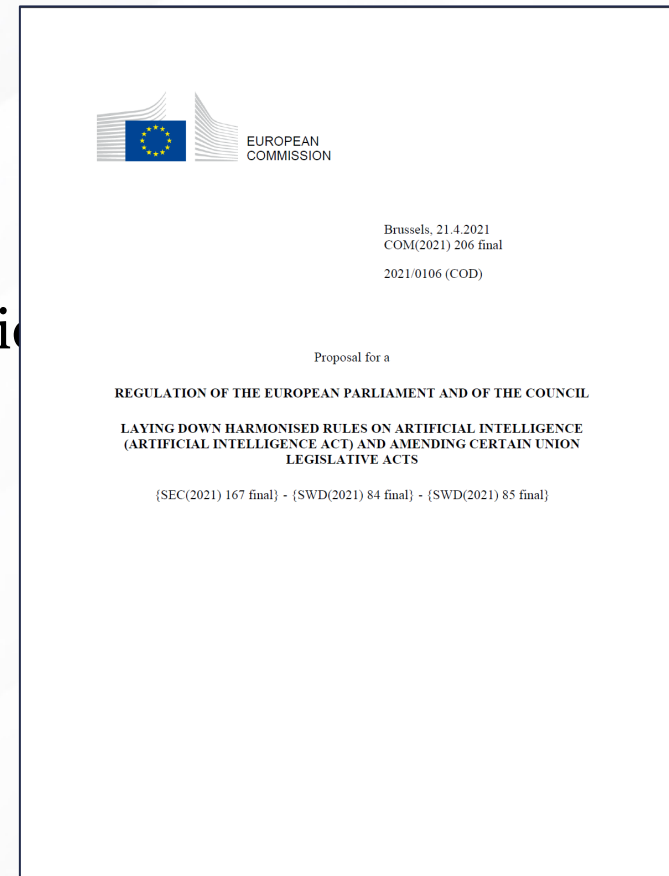 EUROPEAN
COMMISSION
Brussels, 21.4.2021
COM(2021) 206 final
2021/0106 (COD)
Proposal for a
REGULATION OF THE EUROPEAN PARLIAMENT AND OF THE COUNCIL
LAYING DOWN HARMONISED RULES ON ARTIFICIAL INTELLIGENCE
(ARTIFICIAL INTELLIGENCE ACT) AND AMENDING CERTAIN UNION
LEGISLATIVE ACTS
{SEC(2021) 167 final} - {SWD(2021) 84 final} - {SWD(2021) 85 final}